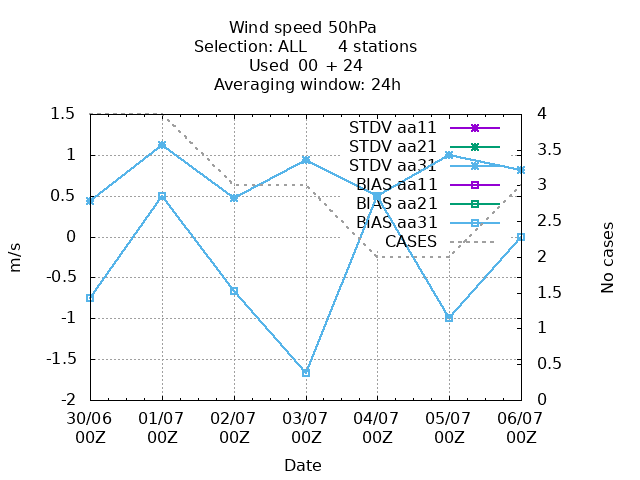 Wind speed 50hPa
Selection: ALL 4 stations
Used 00 + 24
Averaging window: 24h
1.5
1
0.5
0
-0.5
-1
-1.5
-2
m/s
4
3.5
3
2.5
2
1.5
1
0.5
0
No cases
STDV aa11
STDV aa21
STDV aa31
BIAS aa11
BIAS aa21
BIAS aa31
CASES
30/06 01/07 02/07 03/07 04/07 05/07 06/07
00Z 00Z 00Z 00Z 00Z 00Z 00Z
Date